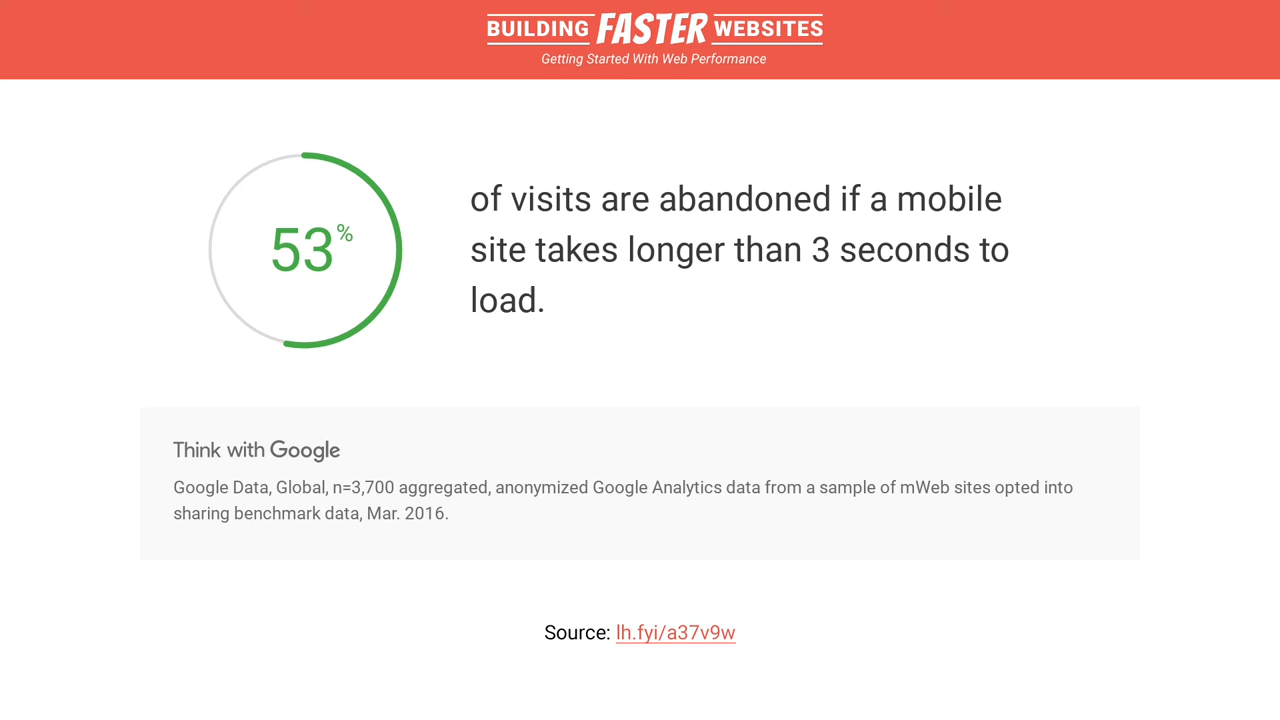 BUILDING FASTER WEBSITES
Getting Started With Web Performance
53%
of visits are abandoned if a mobile
site takes longer than 3 seconds to
load.
Think with Google
Google Data, Global, n=3,700 aggregated, anonymized Google Analytics data from a sample of mWeb sites opted into
sharing benchmark data, Mar. 2016.
Source: lh.fyi/a37v9w